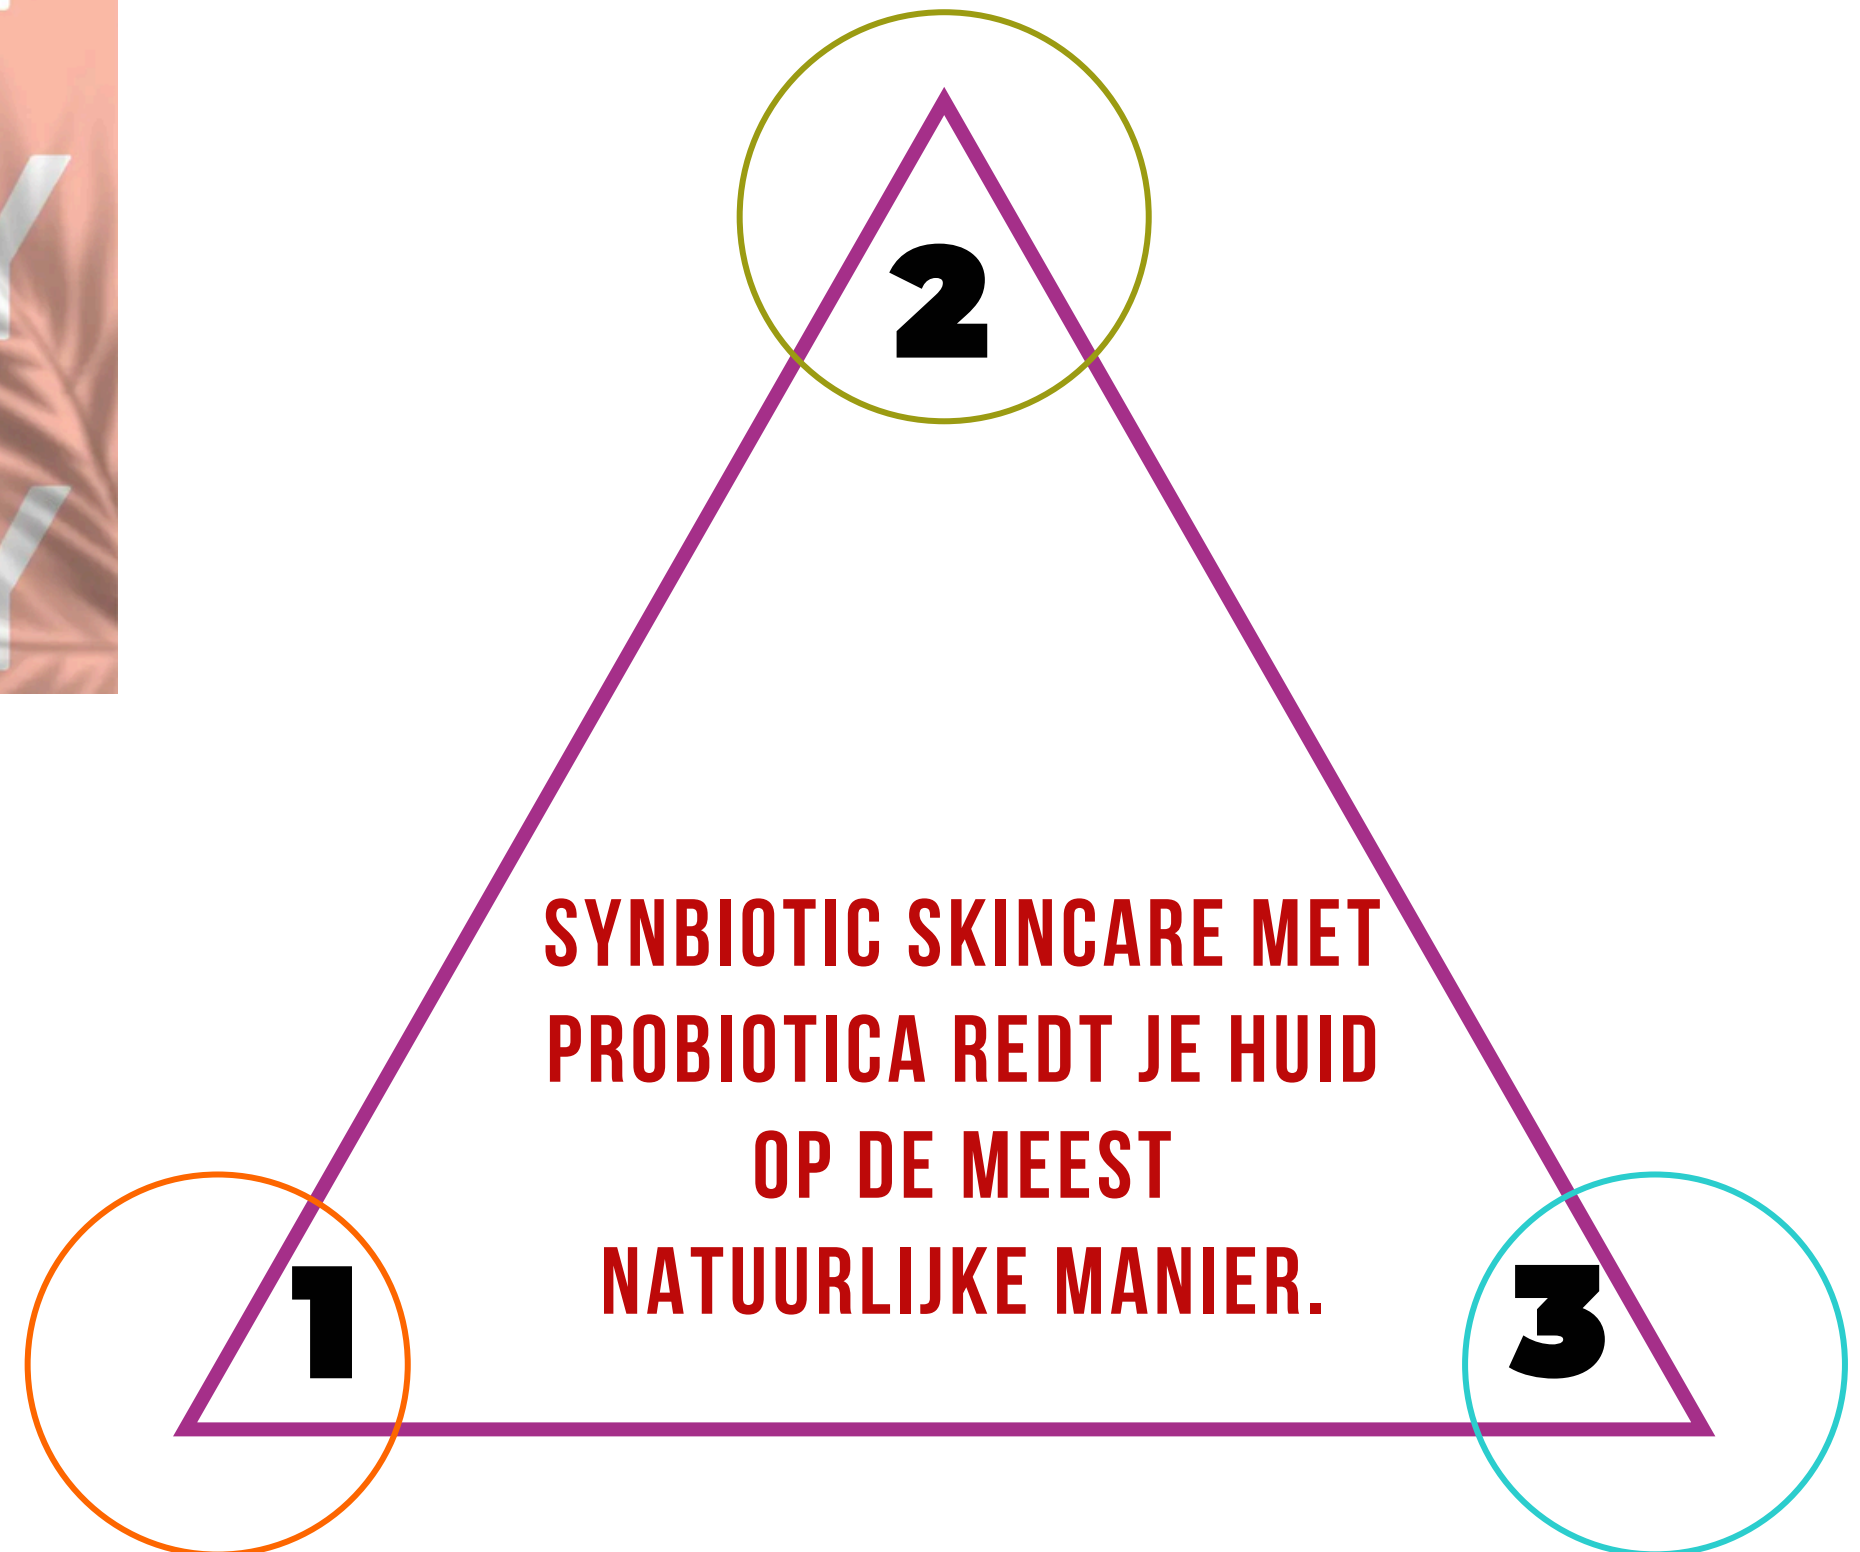 Y
Y
2
SYNBIOTIC SKINCARE MET
PROBIOTICA REDT JE HUID
OP DE MEEST
NATUURLIJKE MANIER.
1
3